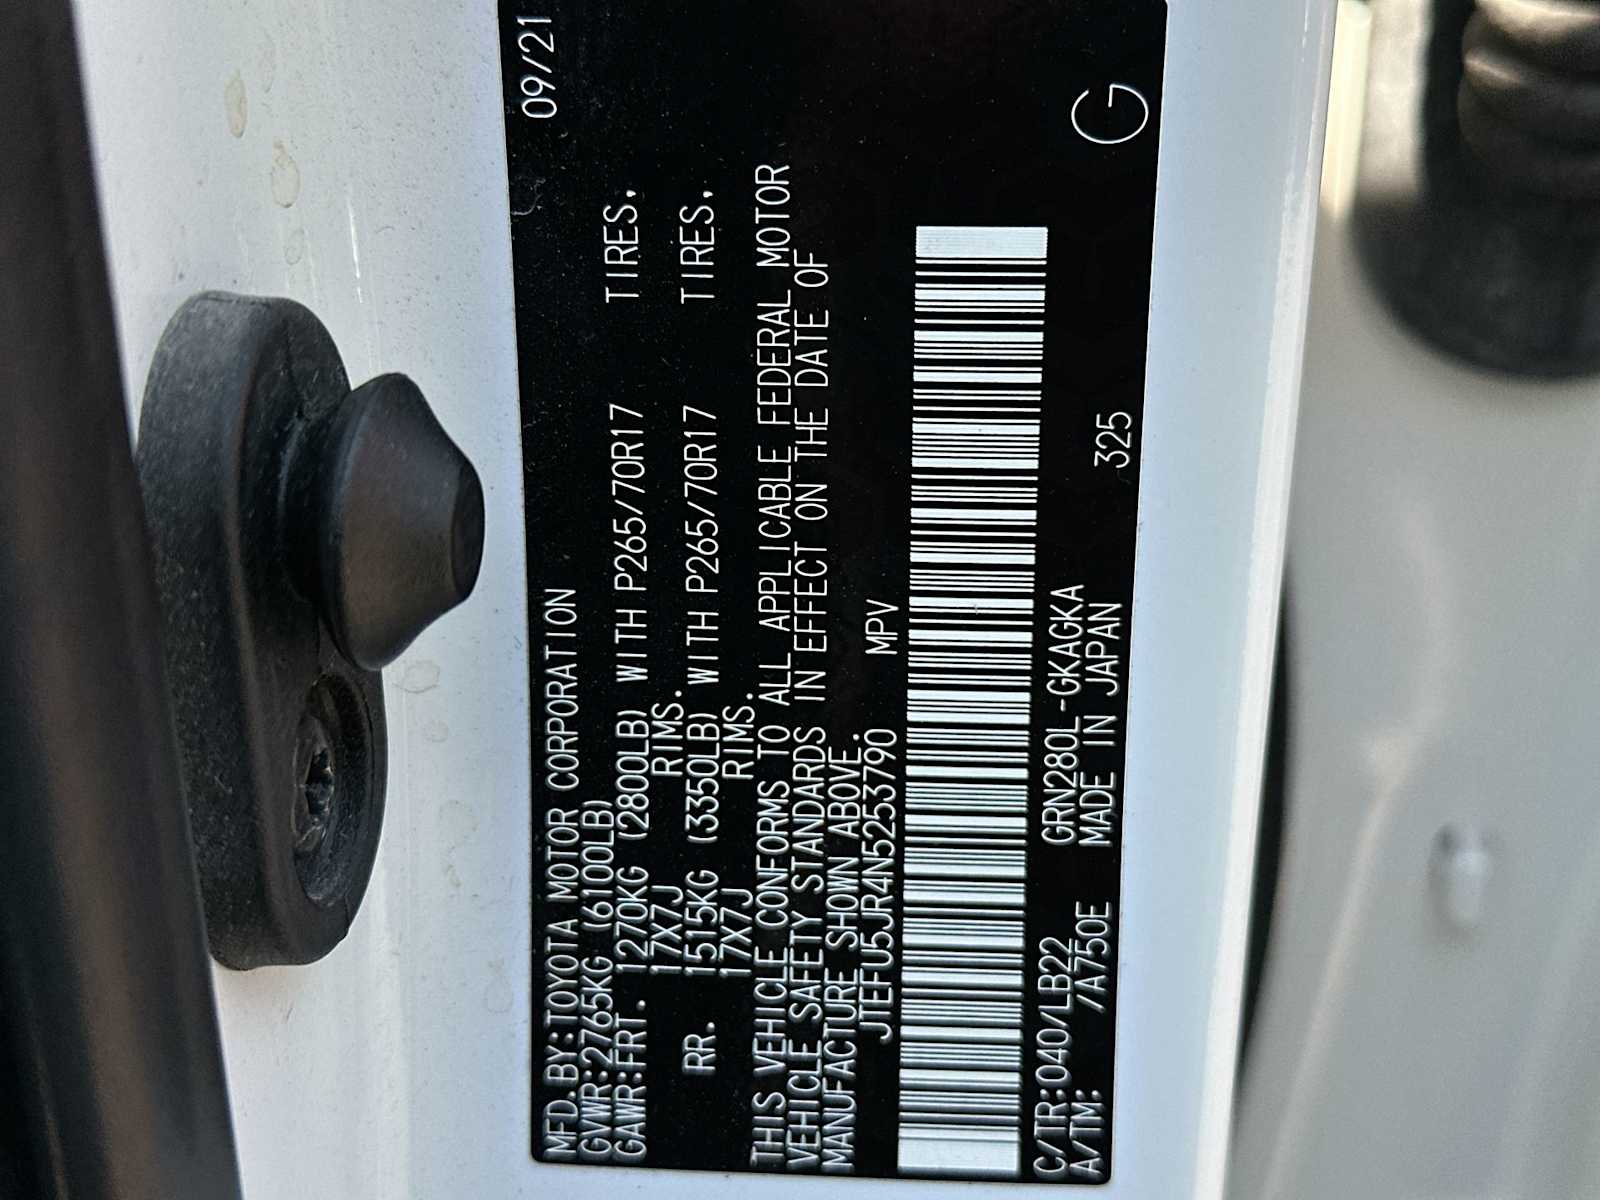 MFD.BY:TOYOTA MOTOR CORPORATION 09/21
GVWR:2765KG (6100LB)
GAWR:FRT. 1270KG (2800LB) WITH P265/70R17 TIRES,
17X7J RIMS.
RR. 1515KG (3350LB) WITH P265/70R17 TIRES,
17X7J RIMS.
THIS VEHICLE CONFORMS TO ALL APPLICABLE FEDERAL MOTOR
VEHICLE SAFETY STANDARDS IN EFFECT ON THE DATE OF
MANUFACTURE SHOWN ABOVE.
JTEFU5JR4N5253790 MPV
C/TR:040/LB22 GRN280L-GKAGKA
A/TM: /A750E MADE IN JAPAN 325 G